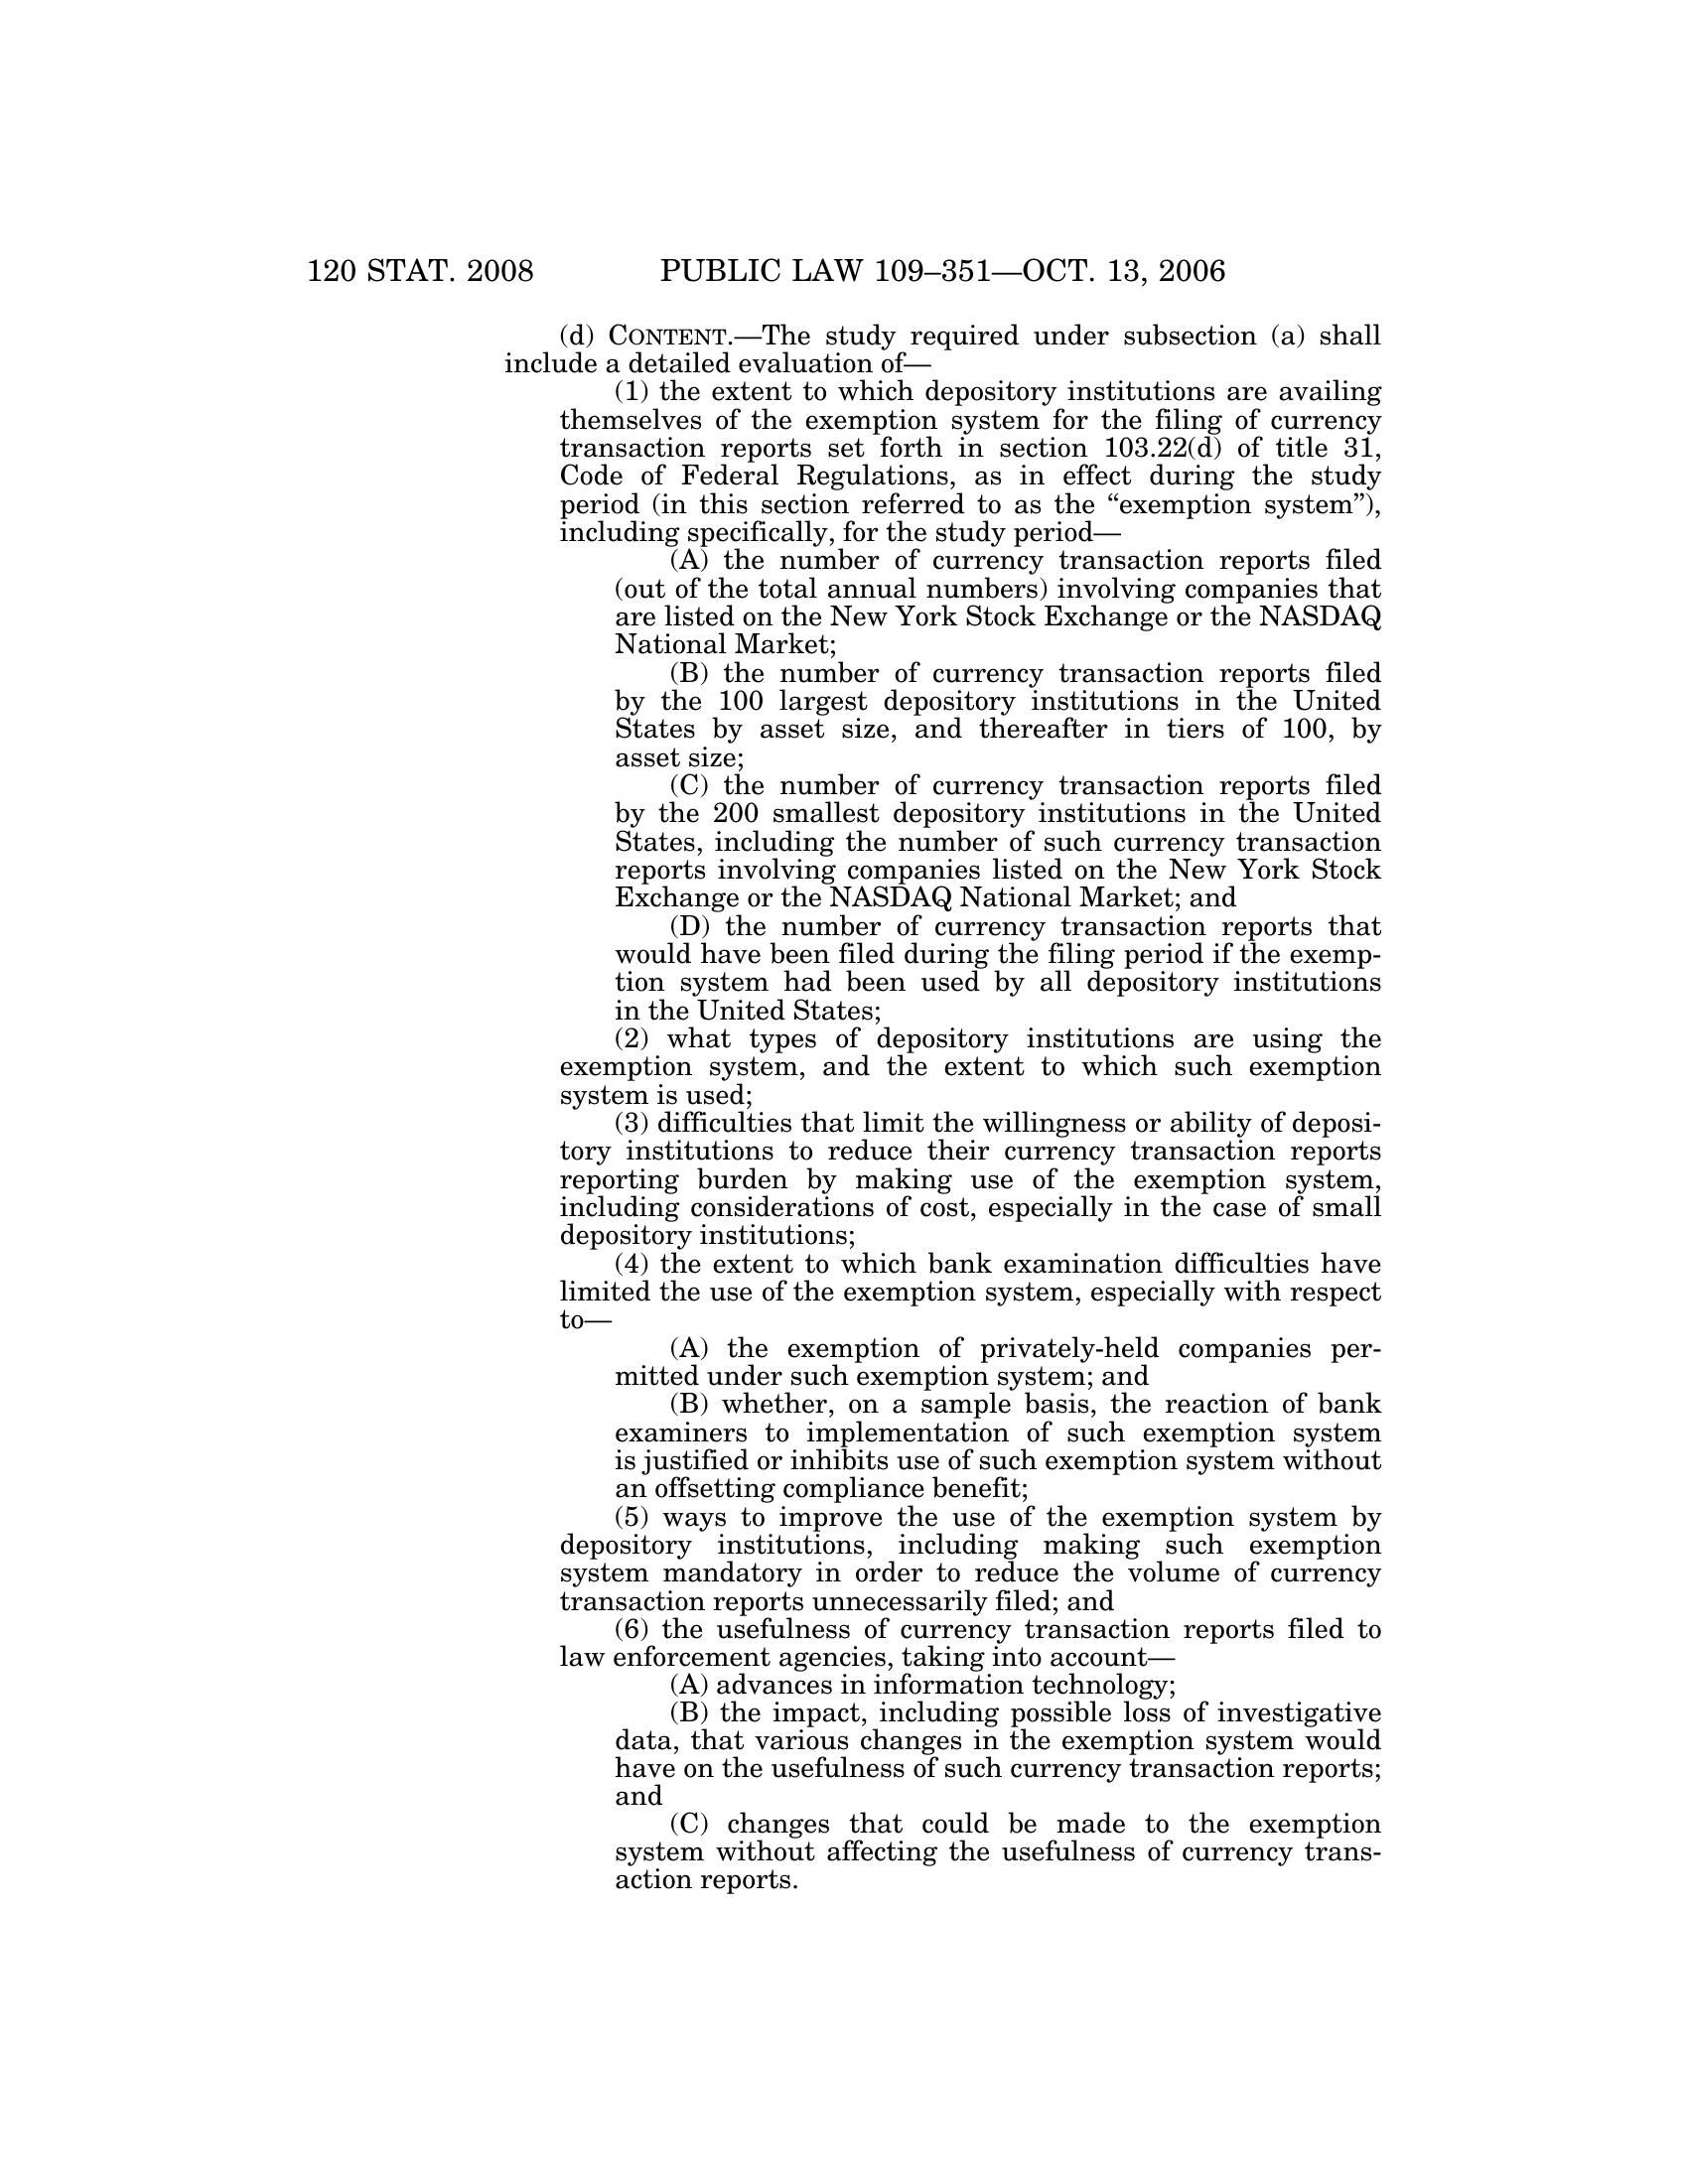 120 STAT. 2008 PUBLIC LAW 109–351—OCT. 13, 2006
(d) CONTENT.—The study required under subsection (a) shall
include a detailed evaluation of—
(1) the extent to which depository institutions are availing
themselves of the exemption system for the filing of currency
transaction reports set forth in section 103.22(d) of title 31,
Code of Federal Regulations, as in effect during the study
period (in this section referred to as the “exemption system”),
including specifically, for the study period—
(A) the number of currency transaction reports filed
(out of the total annual numbers) involving companies that
are listed on the New York Stock Exchange or the NASDAQ
National Market;
(B) the number of currency transaction reports filed
by the 100 largest depository institutions in the United
States by asset size, and thereafter in tiers of 100, by
asset size;
(C) the number of currency transaction reports filed
by the 200 smallest depository institutions in the United
States, including the number of such currency transaction
reports involving companies listed on the New York Stock
Exchange or the NASDAQ National Market; and
(D) the number of currency transaction reports that
would have been filed during the filing period if the exemp-
tion system had been used by all depository institutions
in the United States;
(2) what types of depository institutions are using the
exemption system, and the extent to which such exemption
system is used;
(3) difficulties that limit the willingness or ability of deposi-
tory institutions to reduce their currency transaction reports
reporting burden by making use of the exemption system,
including considerations of cost, especially in the case of small
depository institutions;
(4) the extent to which bank examination difficulties have
limited the use of the exemption system, especially with respect
to—
(A) the exemption of privately-held companies per-
mitted under such exemption system; and
(B) whether, on a sample basis, the reaction of bank
examiners to implementation of such exemption system
is justified or inhibits use of such exemption system without
an offsetting compliance benefit;
(5) ways to improve the use of the exemption system by
depository institutions, including making such exemption
system mandatory in order to reduce the volume of currency
transaction reports unnecessarily filed; and
(6) the usefulness of currency transaction reports filed to
law enforcement agencies, taking into account—
(A) advances in information technology;
(B) the impact, including possible loss of investigative
data, that various changes in the exemption system would
have on the usefulness of such currency transaction reports;
and
(C) changes that could be made to the exemption
system without affecting the usefulness of currency trans-
action reports.